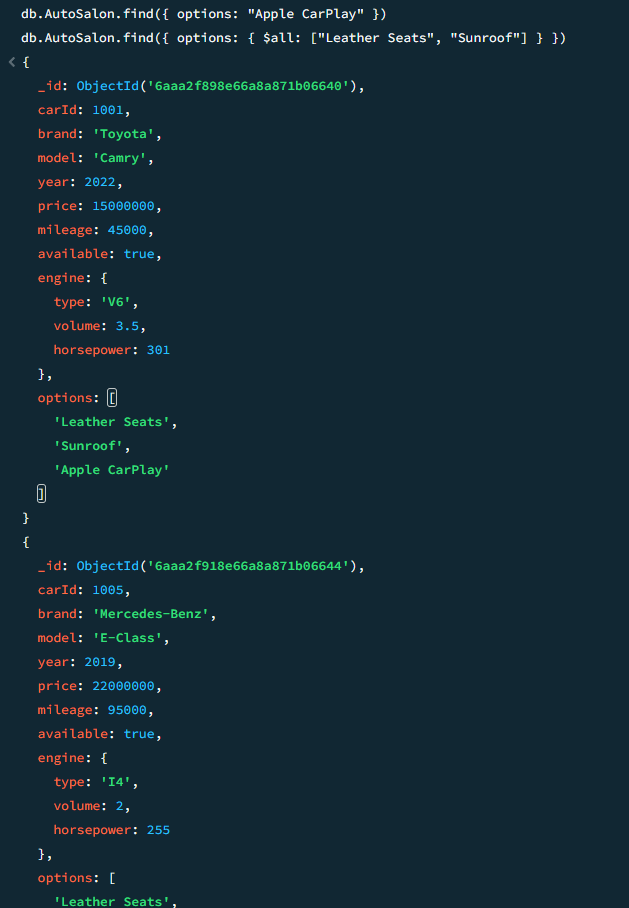 db.AutoSalon.find({ options: "Apple CarPlay" })
db.AutoSalon.find({ options: { $all: ["Leather Seats", "Sunroof"] } })
{
_id: ObjectId('6aaa2f898e66a8a871b06640'),
carId: 1001,
brand: 'Toyota',
model: 'Camry',
year: 2022,
price: 15000000,
mileage: 45000,
available: true,
engine: {
type: 'V6',
volume: 3.5,
horsepower: 301
},
options: [
'Leather Seats',
'Sunroof',
'Apple CarPlay'
]
}
{
_id: ObjectId('6aaa2f918e66a8a871b06644'),
carId: 1005,
brand: 'Mercedes-Benz',
model: 'E-Class',
year: 2019,
price: 22000000,
mileage: 95000,
available: true,
engine: {
type: 'I4',
volume: 2,
horsepower: 255
},
options: [
'Leather Seats',